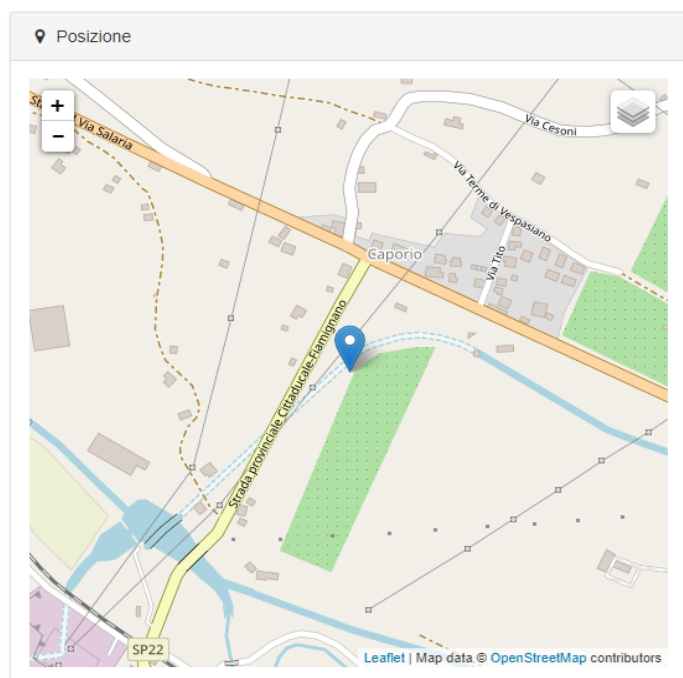 Posizione
+
−
Via Salaria
Via Cesoni
Via Terme di Vespasiano
Caporio
Via Tito
Strada provinciale Cittaducale-Fiamignano
SP22
Leaflet | Map data © OpenStreetMap contributors